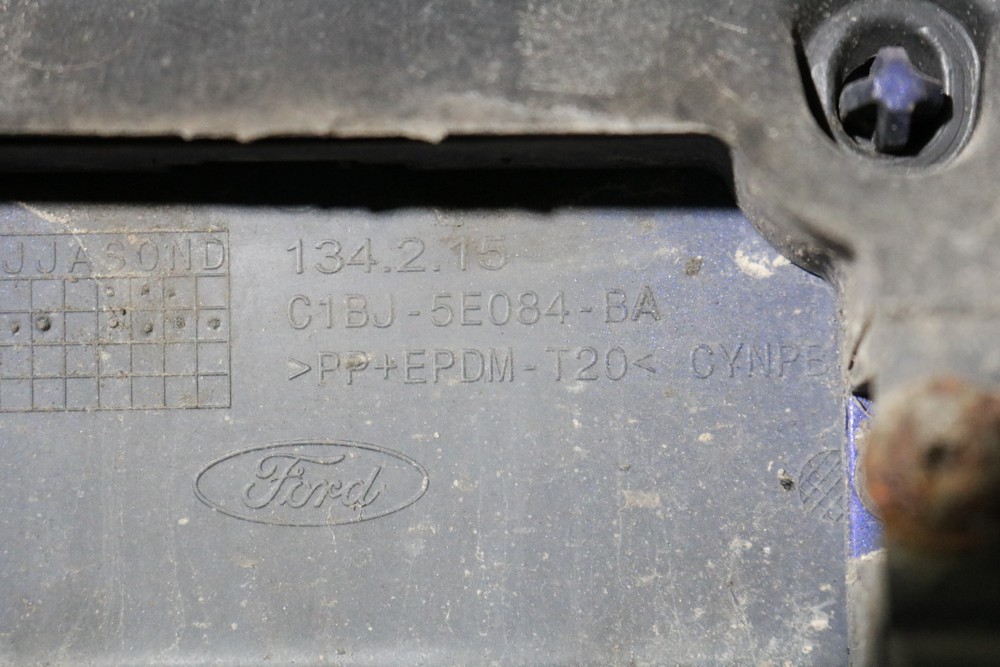 JJASOND
134.2.15
C1BJ-5E084-BA
>PP+EPDM-T20<
Ford